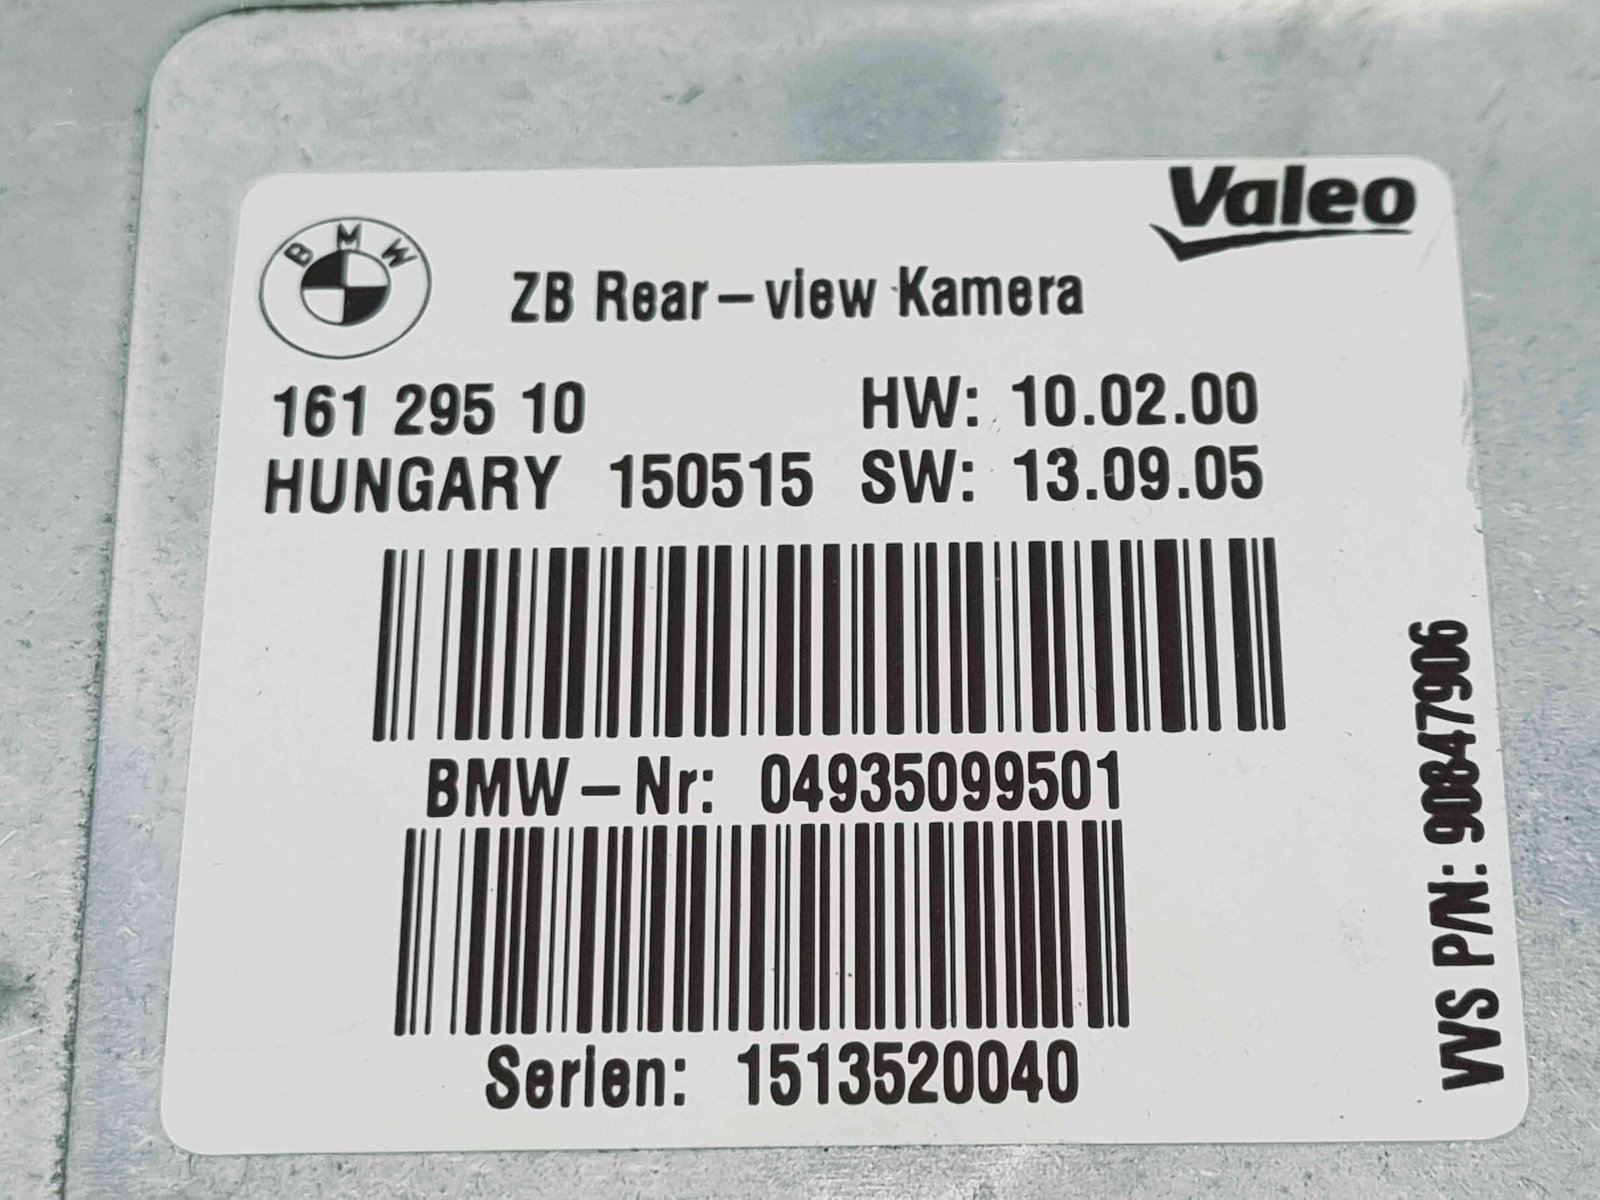 Valeo
BMW
ZB Rear-view Kamera
161 295 10 HW: 10.02.00
HUNGARY 150515 SW: 13.09.05
BMW-Nr: 04935099501
Serien: 1513520040
VVS P/N: 90847906